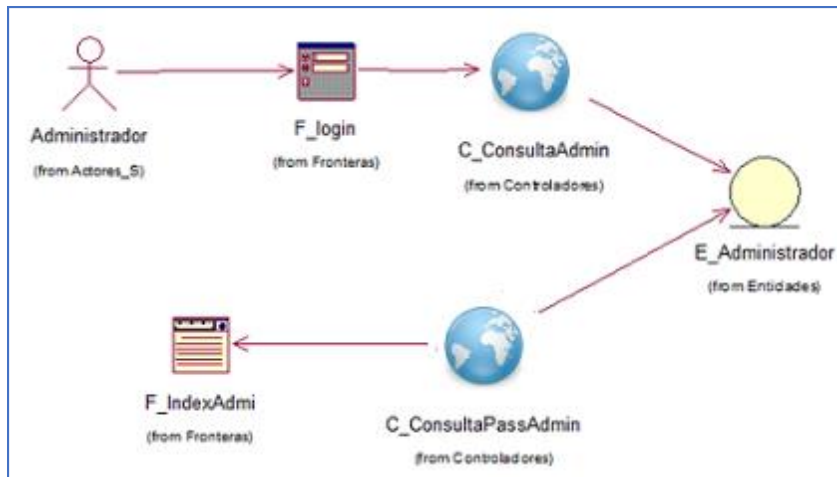 Administrador
(from Actores_S)
F_login
(from Fronteras)
C_ConsultaAdmin
(from Controladores)
E_Administrador
(from Entidades)
F_IndexAdmi
(from Fronteras)
C_ConsultaPassAdmin
(from Controladores)